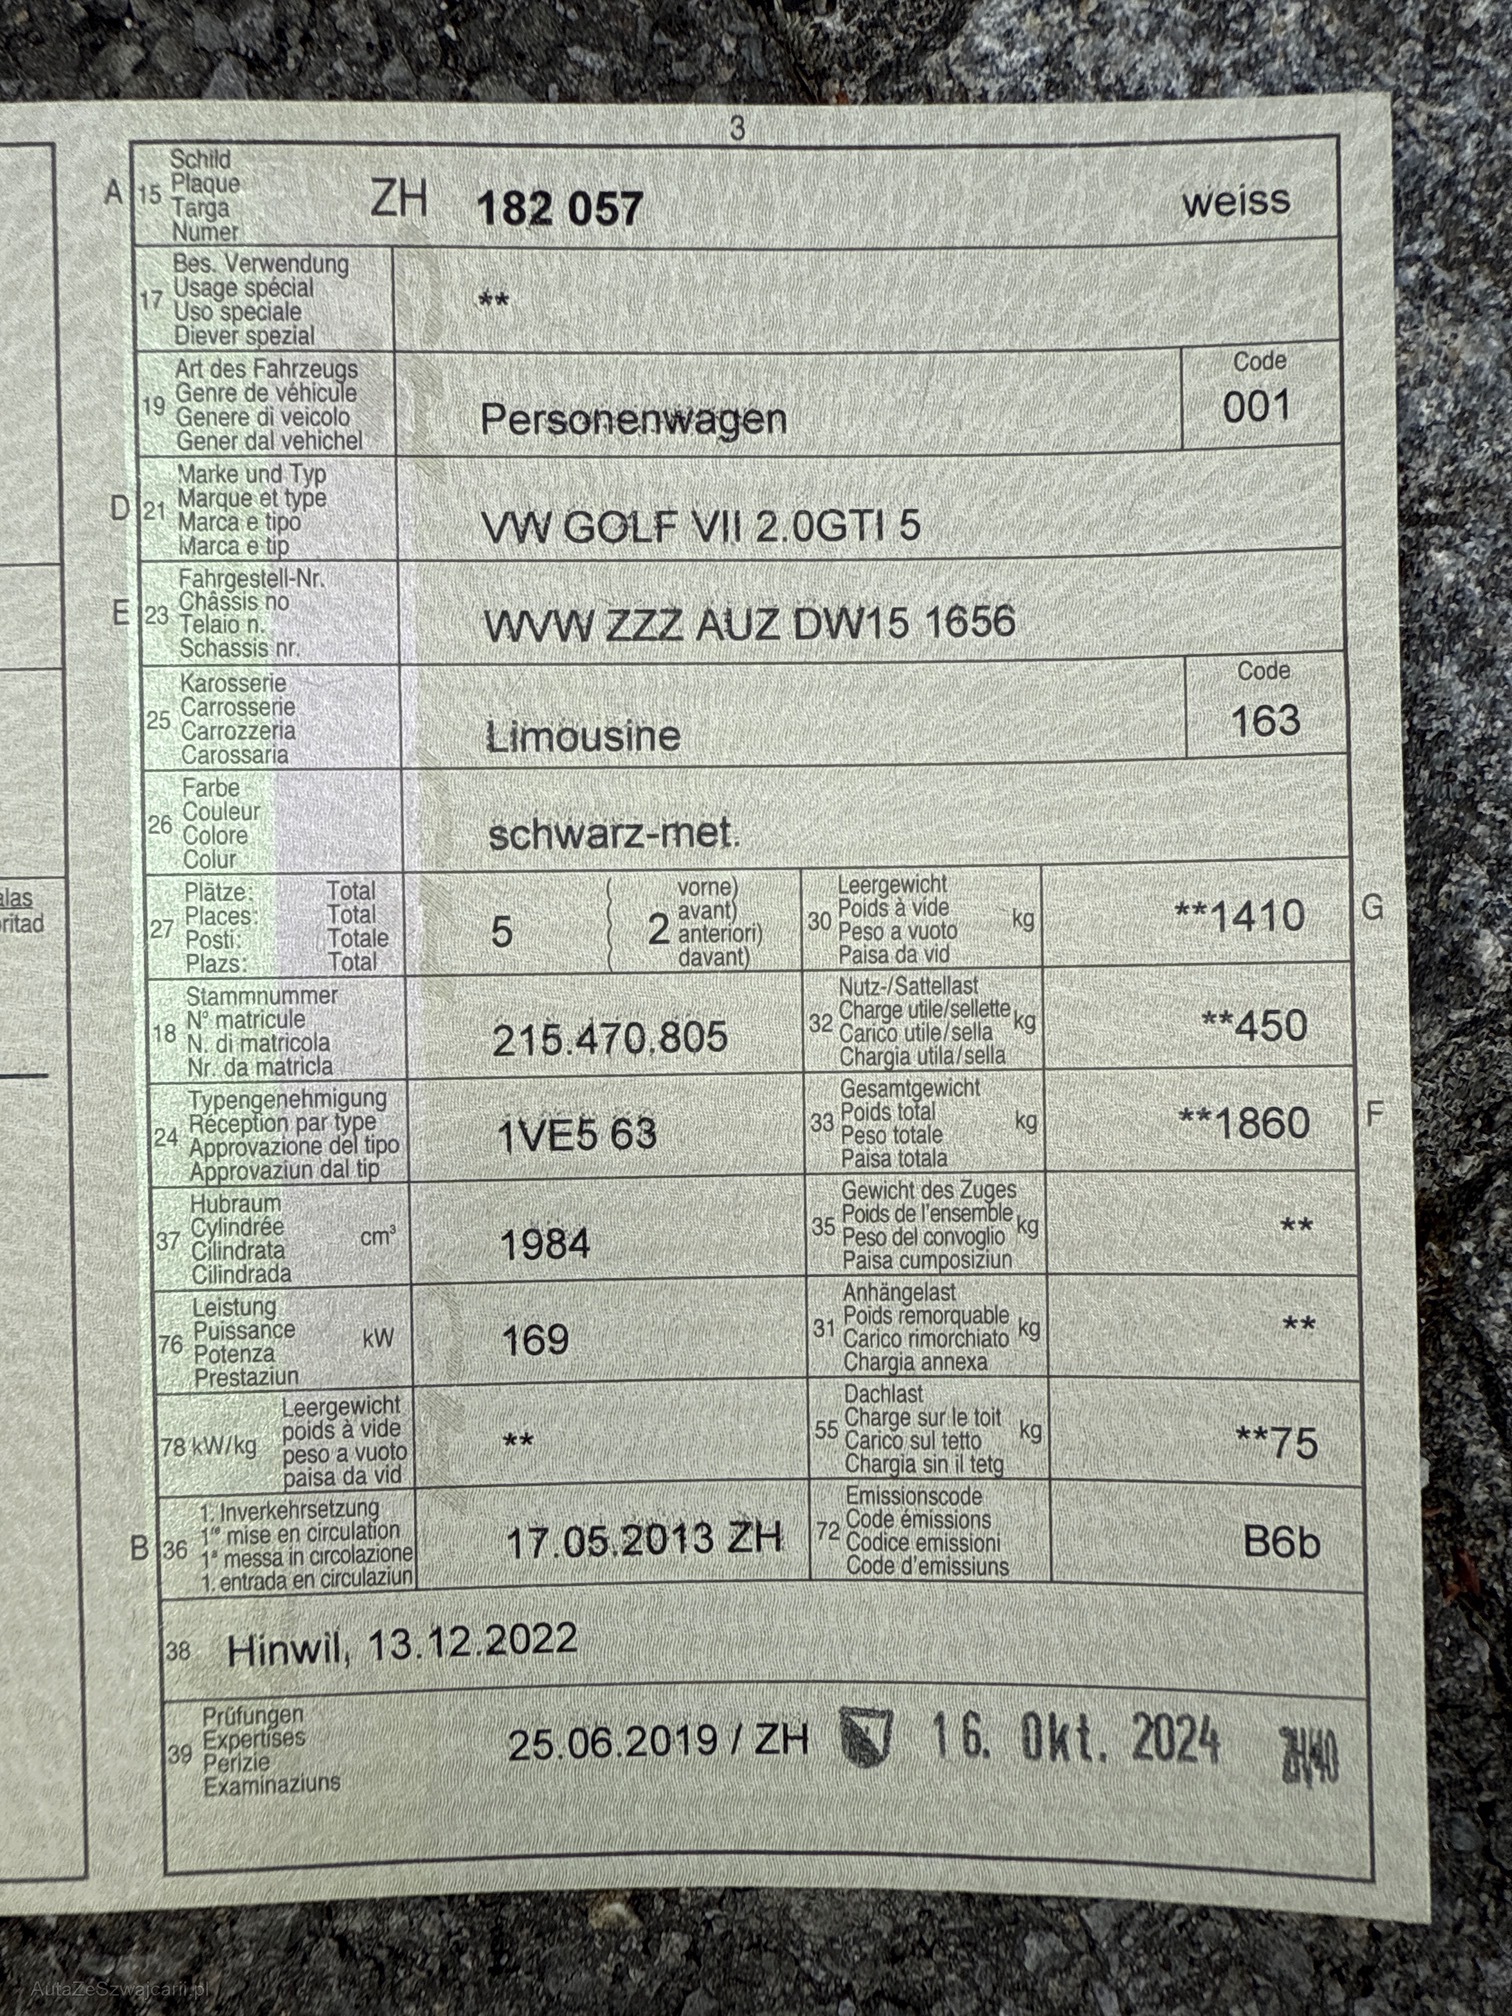 3
A 15 Schild
Plaque
Targa
Numer
ZH 182 057 weiss
17 Bes. Verwendung
Usage spécial
Uso speciale
Diever spezial
**
19 Art des Fahrzeugs
Genre de véhicule
Genere di veicolo
Gener dal vehichel
Personenwagen
Code
001
D 21 Marke und Typ
Marque et type
Marca e tipo
Marca e tip
VW GOLF VII 2.0GTI 5
E 23 Fahrgestell-Nr.
Châssis no
Telaio n.
Schassis nr.
WVW ZZZ AUZ DW15 1656
25 Karosserie
Carrosserie
Carrozzeria
Carossaria
Limousine
Code
163
26 Farbe
Couleur
Colore
Colur
schwarz-met.
alas
oritad
27 Plätze: Total
Places: Total
Posti: Totale
Plazs: Total
5 ( 2 vorne)
avant)
anteriori)
davant)
30 Leergewicht
Poids à vide
Peso a vuoto
Paisa da vid
kg
**1410 G
18 Stammnummer
N° matricule
N. di matricola
Nr. da matricla
215.470.805
32 Nutz-/Sattellast
Charge utile/sellette
Carico utile/sella
Chargia utila/sella
kg
**450
24 Typengenehmigung
Réception par type
Approvazione del tipo
Approvaziun dal tip
1VE5 63
33 Gesamtgewicht
Poids total
Peso totale
Paisa totala
kg
**1860 F
37 Hubraum
Cylindrée
Cilindrata
Cilindrada
cm³
1984
35 Gewicht des Zuges
Poids de l'ensemble
Peso del convoglio
Paisa cumposiziun
kg
**
76 Leistung
Puissance
Potenza
Prestaziun
kW
169
31 Anhängelast
Poids remorquable
Carico rimorchiato
Chargia annexa
kg
**
78 kW/kg Leergewicht
poids à vide
peso a vuoto
paisa da vid
**
55 Dachlast
Charge sur le toit
Carico sul tetto
Chargia sin il tetg
kg
**75
B 36 1. Inverkehrsetzung
1re mise en circulation
1a messa in circolazione
1. entrada en circulaziun
17.05.2013 ZH
72 Emissionscode
Code émissions
Codice emissioni
Code d'emissiuns
B6b
38 Hinwil, 13.12.2022
39 Prüfungen
Expertises
Perizie
Examinaziuns
25.06.2019 / ZH 16. Okt. 2024
AutaZeSzwajcarii.pl